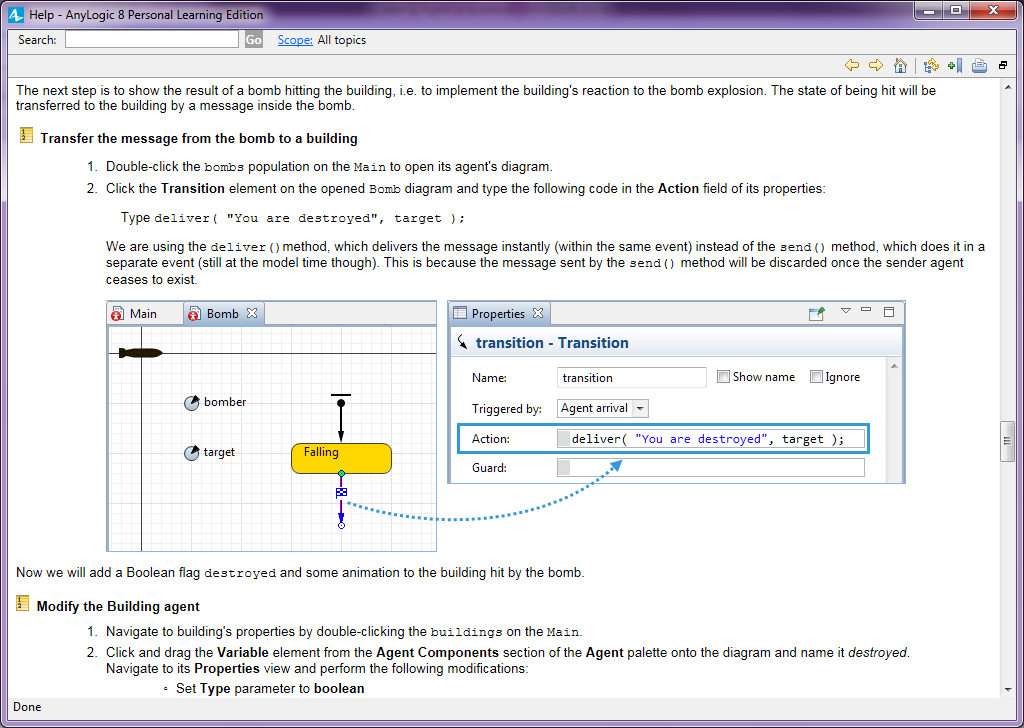 Help - AnyLogic 8 Personal Learning Edition
Search: Go Scope: All topics
The next step is to show the result of a bomb hitting the building, i.e. to implement the building's reaction to the bomb explosion. The state of being hit will be
transferred to the building by a message inside the bomb.
Transfer the message from the bomb to a building
1. Double-click the bombs population on the Main to open its agent's diagram.
2. Click the Transition element on the opened Bomb diagram and type the following code in the Action field of its properties:
Type deliver( "You are destroyed", target );
We are using the deliver() method, which delivers the message instantly (within the same event) instead of the send() method, which does it in a
separate event (still at the model time though). This is because the message sent by the send() method will be discarded once the sender agent
ceases to exist.
Main Bomb
bomber
target
Falling
Properties
transition - Transition
Name: transition Show name Ignore
Triggered by: Agent arrival
Action: deliver( "You are destroyed", target );
Guard:
Now we will add a Boolean flag destroyed and some animation to the building hit by the bomb.
Modify the Building agent
1. Navigate to building's properties by double-clicking the buildings on the Main.
2. Click and drag the Variable element from the Agent Components section of the Agent palette onto the diagram and name it destroyed.
Navigate to its Properties view and perform the following modifications:
◦ Set Type parameter to boolean
Done